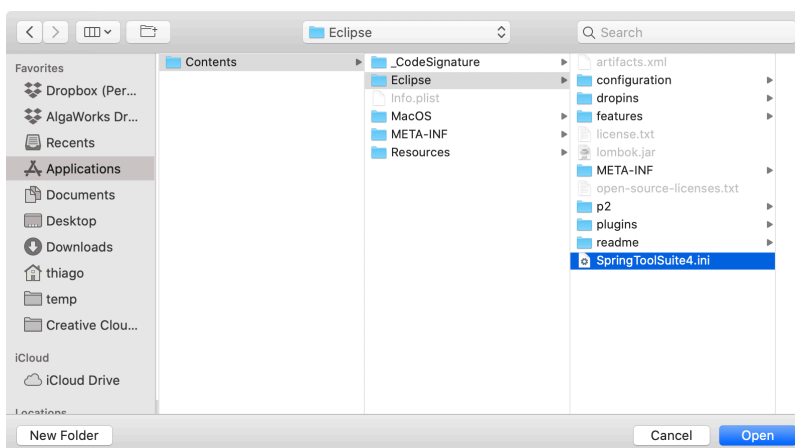 Eclipse
Search
Favorites
Dropbox (Per...
AlgaWorks Dr...
Recents
Applications
Documents
Desktop
Downloads
thiago
temp
Creative Clou...
iCloud
iCloud Drive
Locations
Contents
_CodeSignature
Eclipse
Info.plist
MacOS
META-INF
Resources
artifacts.xml
configuration
dropins
features
license.txt
lombok.jar
META-INF
open-source-licenses.txt
p2
plugins
readme
SpringToolSuite4.ini
New Folder
Cancel
Open